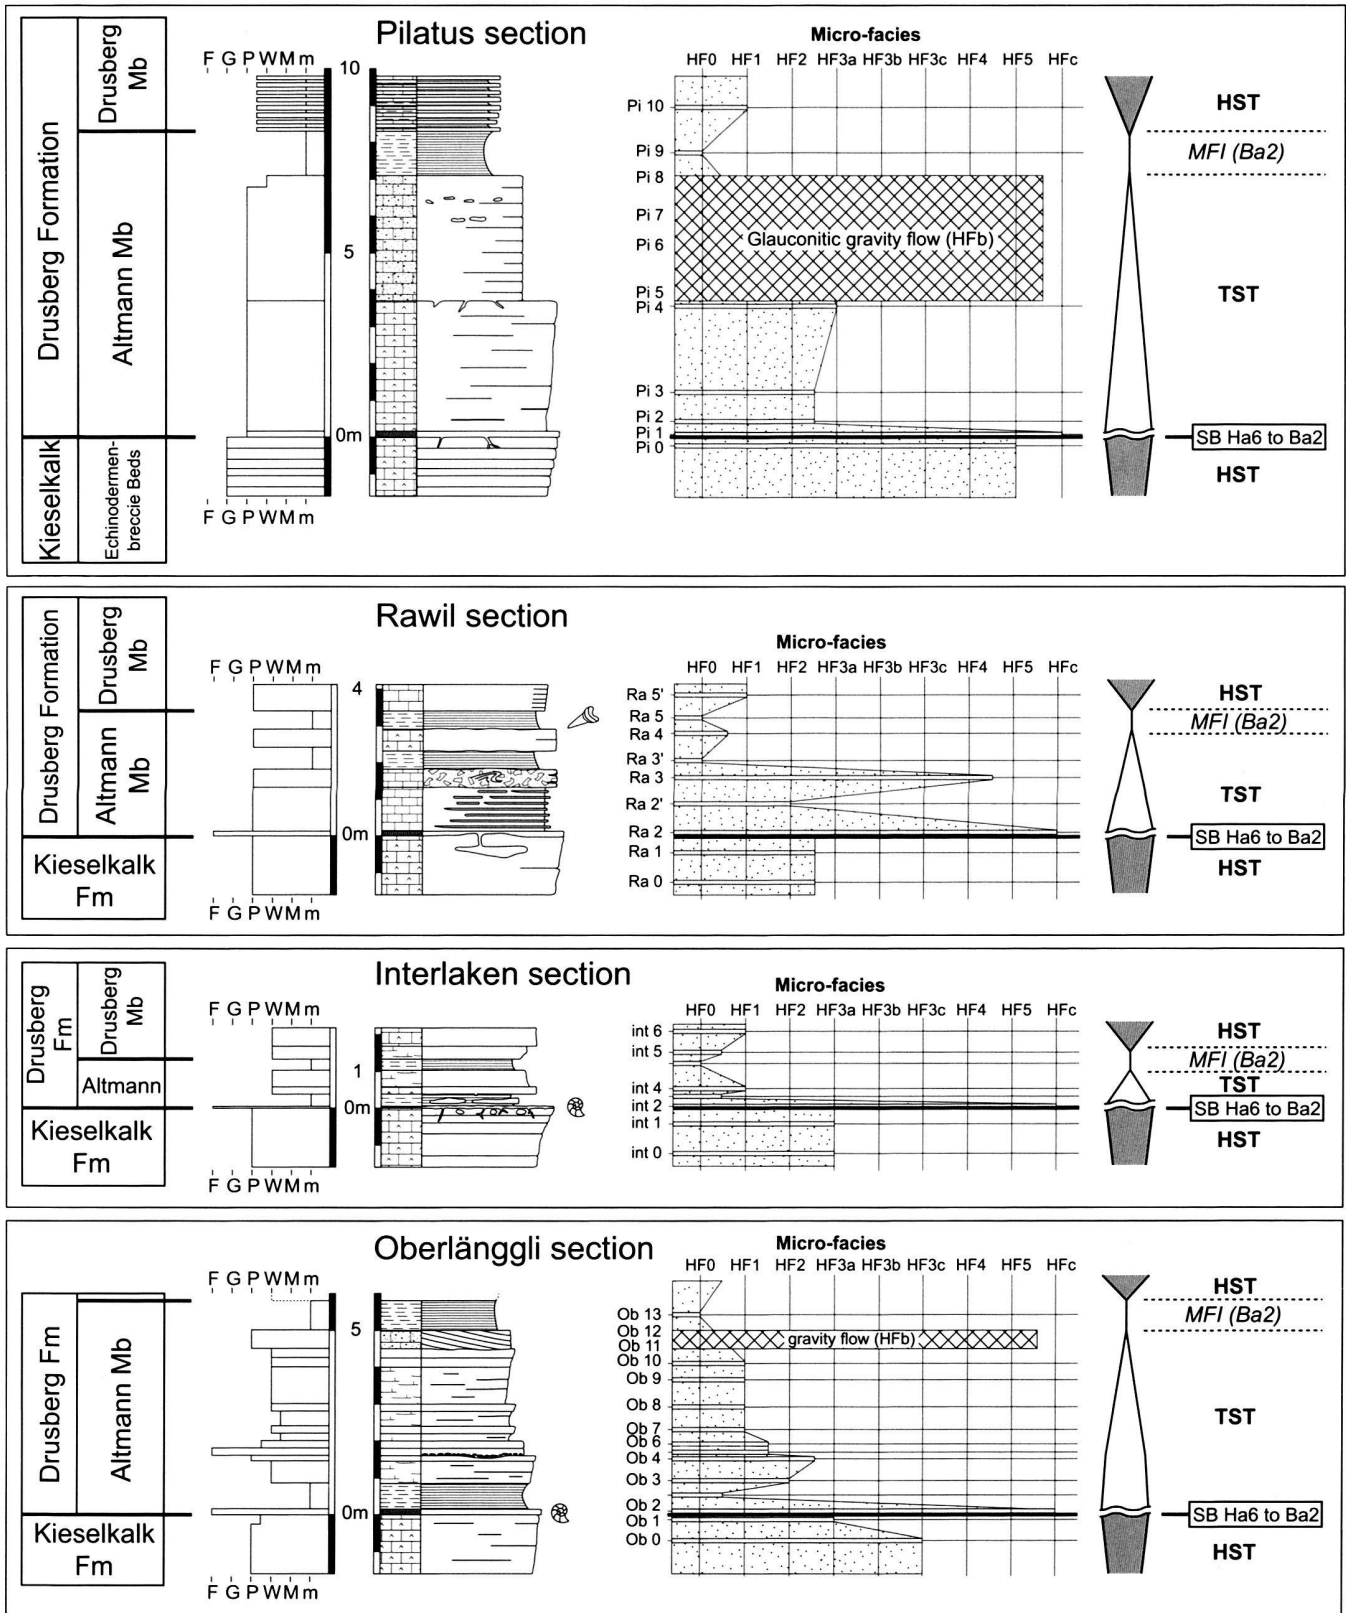 Pilatus section
Micro-facies
F G P W M m
HF0 HF1 HF2 HF3a HF3b HF3c HF4 HF5 HFc
Drusberg Formation
Drusberg Mb
Altmann Mb
Kieselkalk
Echinodermen-
breccie Beds
10
5
0m
F G P W M m
Pi 10
Pi 9
Pi 8
Pi 7
Pi 6
Pi 5
Pi 4
Pi 3
Pi 2
Pi 1
Pi 0
Glauconitic gravity flow (HFb)
HST
MFI (Ba2)
TST
SB Ha6 to Ba2
HST
Rawil section
Micro-facies
F G P W M m
HF0 HF1 HF2 HF3a HF3b HF3c HF4 HF5 HFc
Drusberg Formation
Drusberg Mb
Altmann Mb
Kieselkalk
Fm
4
0m
F G P W M m
Ra 5'
Ra 5
Ra 4
Ra 3'
Ra 3
Ra 2'
Ra 2
Ra 1
Ra 0
HST
MFI (Ba2)
TST
SB Ha6 to Ba2
HST
Interlaken section
Micro-facies
F G P W M m
HF0 HF1 HF2 HF3a HF3b HF3c HF4 HF5 HFc
Drusberg Fm
Drusberg Mb
Altmann
Kieselkalk
Fm
1
0m
F G P W M m
int 6
int 5
int 4
int 2
int 1
int 0
HST
MFI (Ba2)
TST
SB Ha6 to Ba2
HST
Oberlänggli section
Micro-facies
F G P W M m
HF0 HF1 HF2 HF3a HF3b HF3c HF4 HF5 HFc
Drusberg Fm
Altmann Mb
Kieselkalk
Fm
5
0m
F G P W M m
Ob 13
Ob 12
Ob 11
Ob 10
Ob 9
Ob 8
Ob 7
Ob 6
Ob 4
Ob 3
Ob 2
Ob 1
Ob 0
gravity flow (HFb)
HST
MFI (Ba2)
TST
SB Ha6 to Ba2
HST